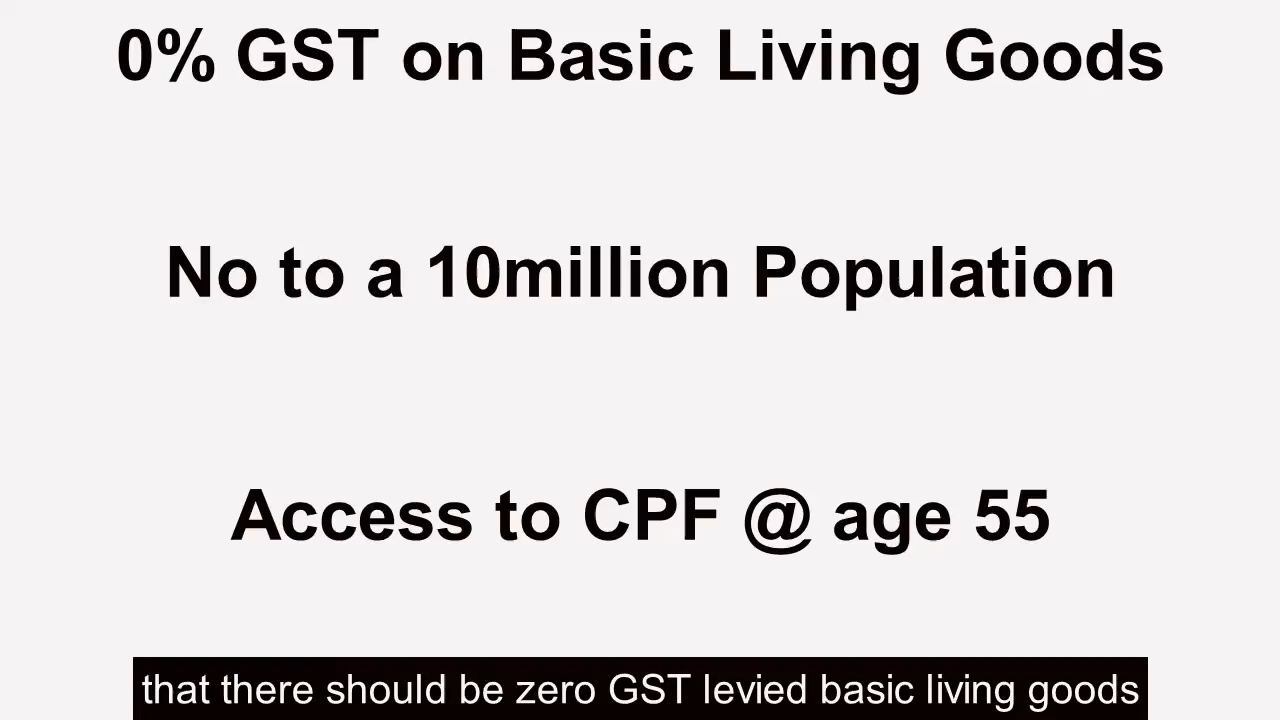 0% GST on Basic Living Goods
No to a 10million Population
Access to CPF @ age 55
that there should be zero GST levied basic living goods